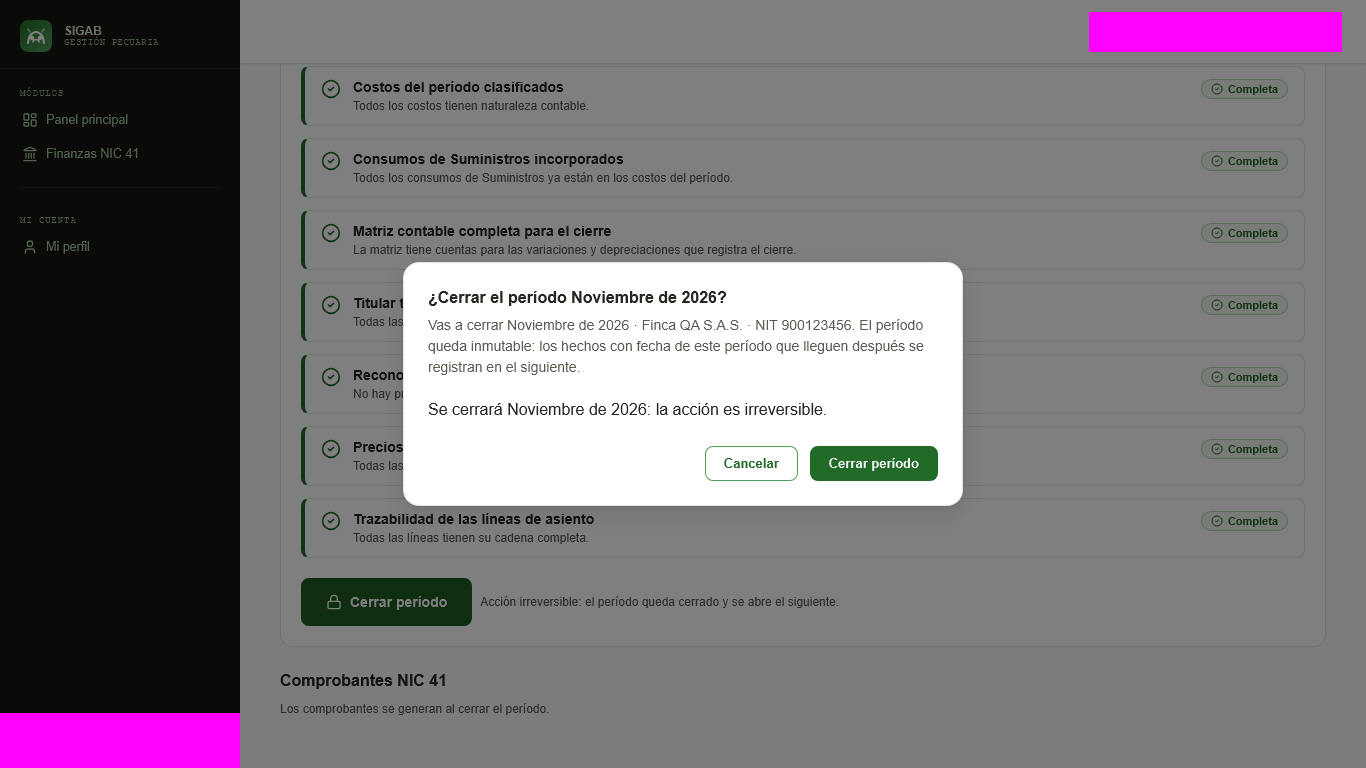 SIGAB
GESTIÓN PECUARIA
MÓDULOS
Panel principal
Finanzas NIC 41
MI CUENTA
Mi perfil
Costos del período clasificados
Todos los costos tienen naturaleza contable.
Completa
Consumos de Suministros incorporados
Todos los consumos de Suministros ya están en los costos del período.
Completa
Matriz contable completa para el cierre
La matriz tiene cuentas para las variaciones y depreciaciones que registra el cierre.
Completa
Titular
Todas las
Completa
No hay
Completa
Precios
Todas las
Completa
¿Cerrar el período Noviembre de 2026?
Vas a cerrar Noviembre de 2026 · Finca QA S.A.S. · NIT 900123456. El período
queda inmutable: los hechos con fecha de este período que lleguen después se
registran en el siguiente.
Se cerrará Noviembre de 2026: la acción es irreversible.
Cancelar
Cerrar período
Trazabilidad de las líneas de asiento
Todas las líneas tienen su cadena completa.
Completa
Cerrar período
Acción irreversible: el período queda cerrado y se abre el siguiente.
Comprobantes NIC 41
Los comprobantes se generan al cerrar el período.